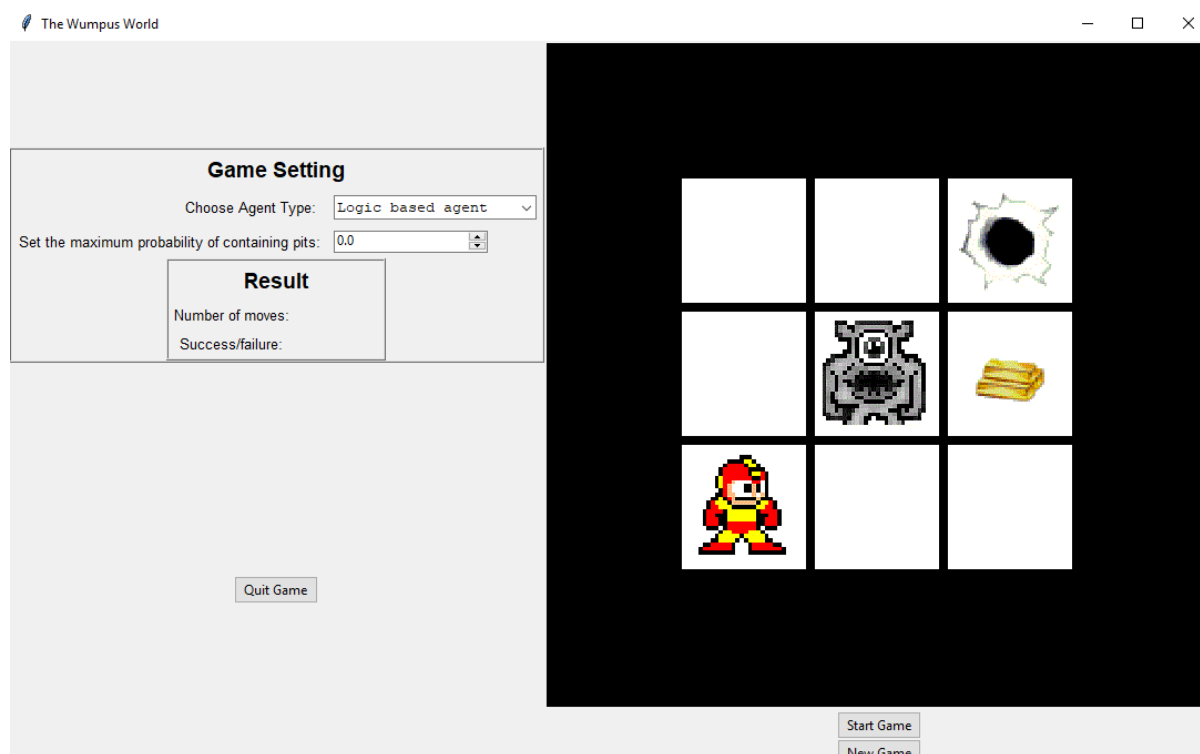 The Wumpus World
Game Setting
Choose Agent Type: Logic based agent
Set the maximum probability of containing pits: 0.0
Result
Number of moves:
Success/failure:
Quit Game
Start Game
New Game